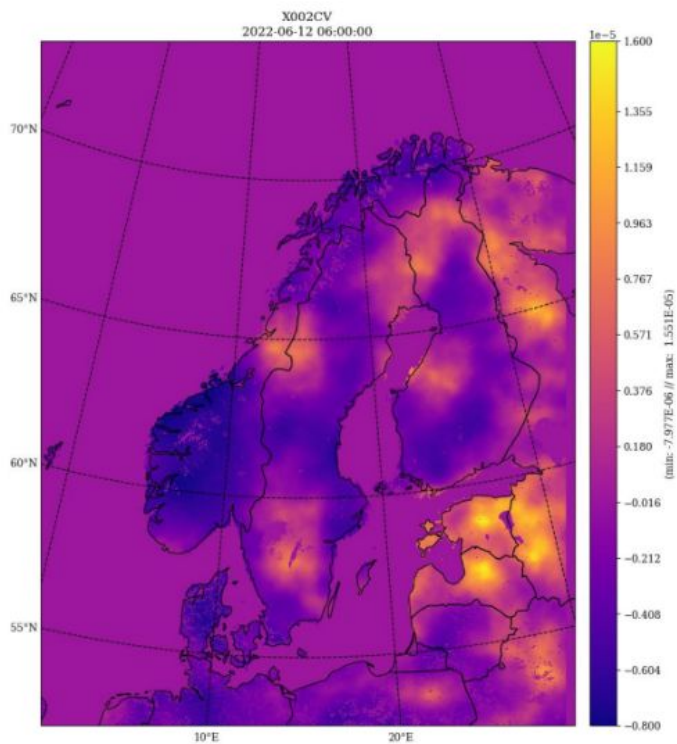 X002CV
2022-06-12 06:00:00
1e−5
1.600
1.355
1.159
0.963
0.767
0.571
0.376
0.180
−0.016
−0.212
−0.408
−0.604
−0.800
(min: -7.977E-06 // max: 1.551E-05)
70°N
65°N
60°N
55°N
10°E
20°E